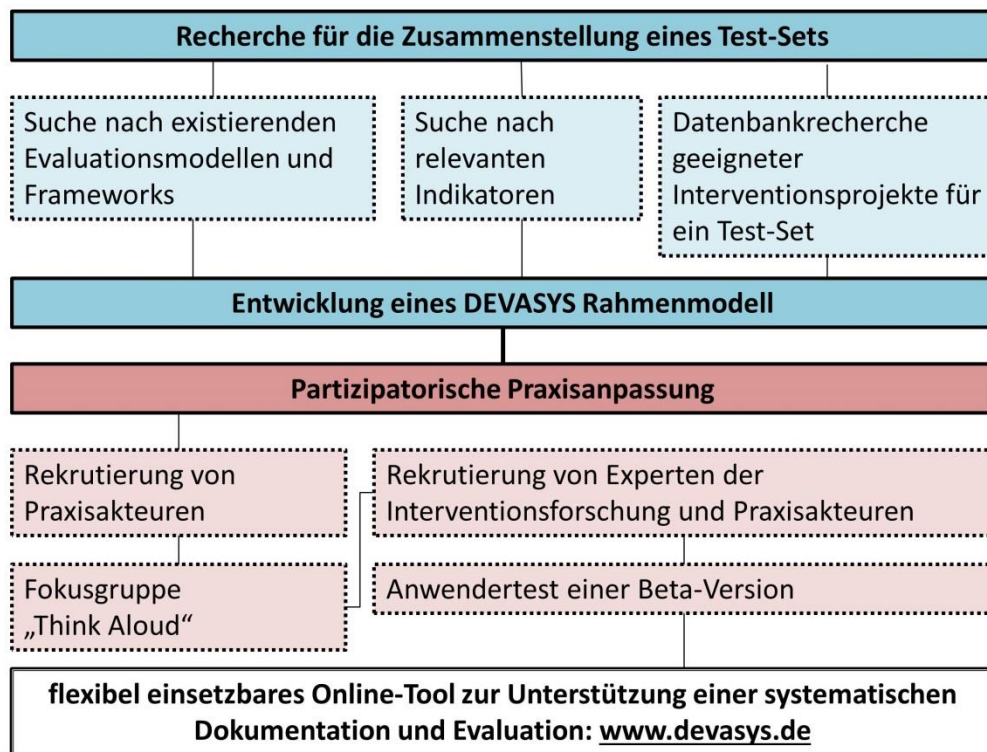 Recherche für die Zusammenstellung eines Test-Sets
Suche nach existierenden
Evaluationsmodellen und
Frameworks
Suche nach
relevanten
Indikatoren
Datenbankrecherche
geeigneter
Interventionsprojekte für
ein Test-Set
Entwicklung eines DEVASYS Rahmenmodell
Partizipatorische Praxisanpassung
Rekrutierung von
Praxisakteuren
Fokusgruppe
„Think Aloud“
Rekrutierung von Experten der
Interventionsforschung und Praxisakteuren
Anwendertest einer Beta-Version
flexibel einsetzbares Online-Tool zur Unterstützung einer systematischen
Dokumentation und Evaluation: www.devasys.de